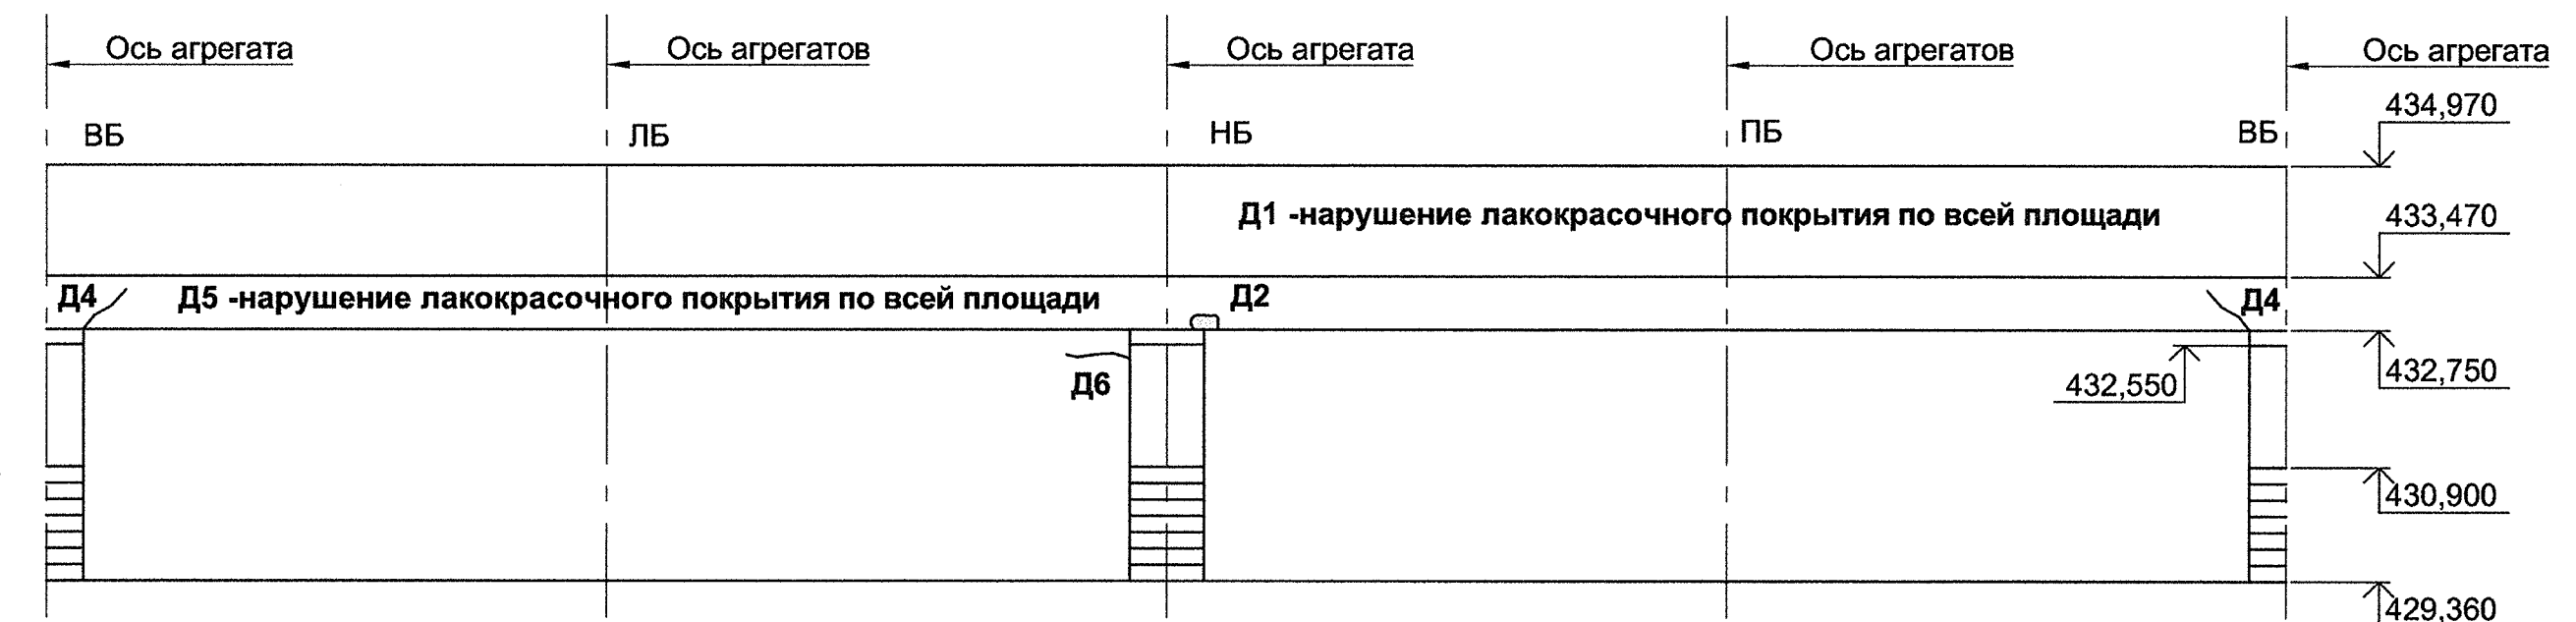 Ось агрегата
Ось агрегатов
Ось агрегата
Ось агрегатов
Ось агрегата
434,970
ВБ
ЛБ
НБ
ПБ
ВБ
Д1 -нарушение лакокрасочного покрытия по всей площади
433,470
Д4
Д5 -нарушение лакокрасочного покрытия по всей площади
Д2
Д4
Д6
432,550
432,750
430,900
429,360